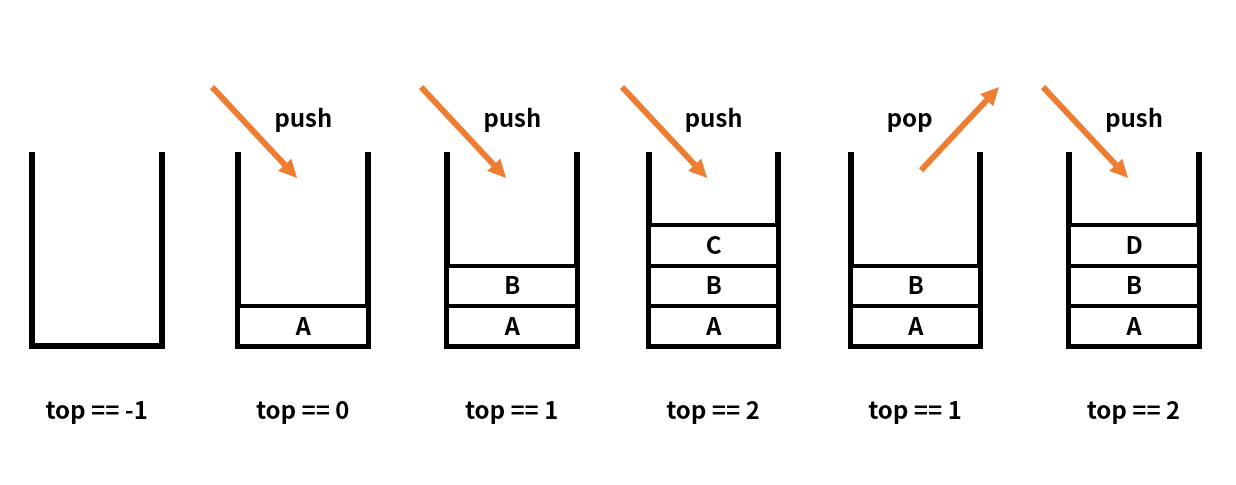 push
push
push
pop
push
C
D
B
B
B
B
A
A
A
A
A
top == -1
top == 0
top == 1
top == 2
top == 1
top == 2